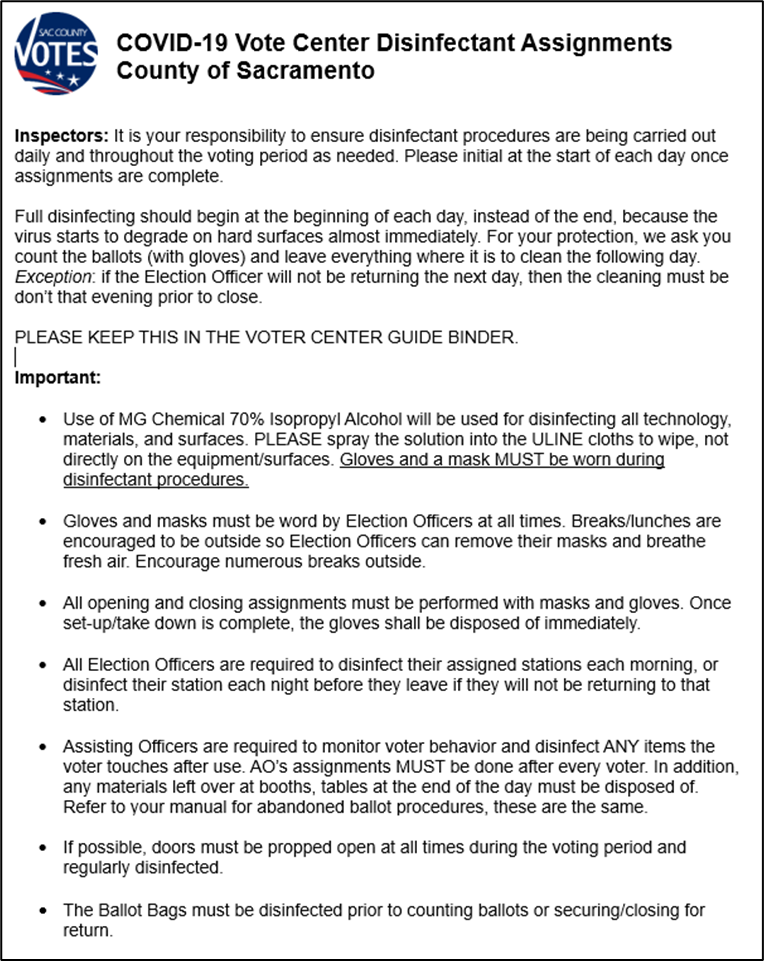 SAC COUNTY
VOTES
COVID-19 Vote Center Disinfectant Assignments
County of Sacramento
Inspectors: It is your responsibility to ensure disinfectant procedures are being carried out
daily and throughout the voting period as needed. Please initial at the start of each day once
assignments are complete.
Full disinfecting should begin at the beginning of each day, instead of the end, because the
virus starts to degrade on hard surfaces almost immediately. For your protection, we ask you
count the ballots (with gloves) and leave everything where it is to clean the following day.
Exception: if the Election Officer will not be returning the next day, then the cleaning must be
don’t that evening prior to close.
PLEASE KEEP THIS IN THE VOTER CENTER GUIDE BINDER.
Important:
• Use of MG Chemical 70% Isopropyl Alcohol will be used for disinfecting all technology,
materials, and surfaces. PLEASE spray the solution into the ULINE cloths to wipe, not
directly on the equipment/surfaces. Gloves and a mask MUST be worn during
disinfectant procedures.
• Gloves and masks must be word by Election Officers at all times. Breaks/lunches are
encouraged to be outside so Election Officers can remove their masks and breathe
fresh air. Encourage numerous breaks outside.
• All opening and closing assignments must be performed with masks and gloves. Once
set-up/take down is complete, the gloves shall be disposed of immediately.
• All Election Officers are required to disinfect their assigned stations each morning, or
disinfect their station each night before they leave if they will not be returning to that
station.
• Assisting Officers are required to monitor voter behavior and disinfect ANY items the
voter touches after use. AO’s assignments MUST be done after every voter. In addition,
any materials left over at booths, tables at the end of the day must be disposed of.
Refer to your manual for abandoned ballot procedures, these are the same.
• If possible, doors must be propped open at all times during the voting period and
regularly disinfected.
• The Ballot Bags must be disinfected prior to counting ballots or securing/closing for
return.